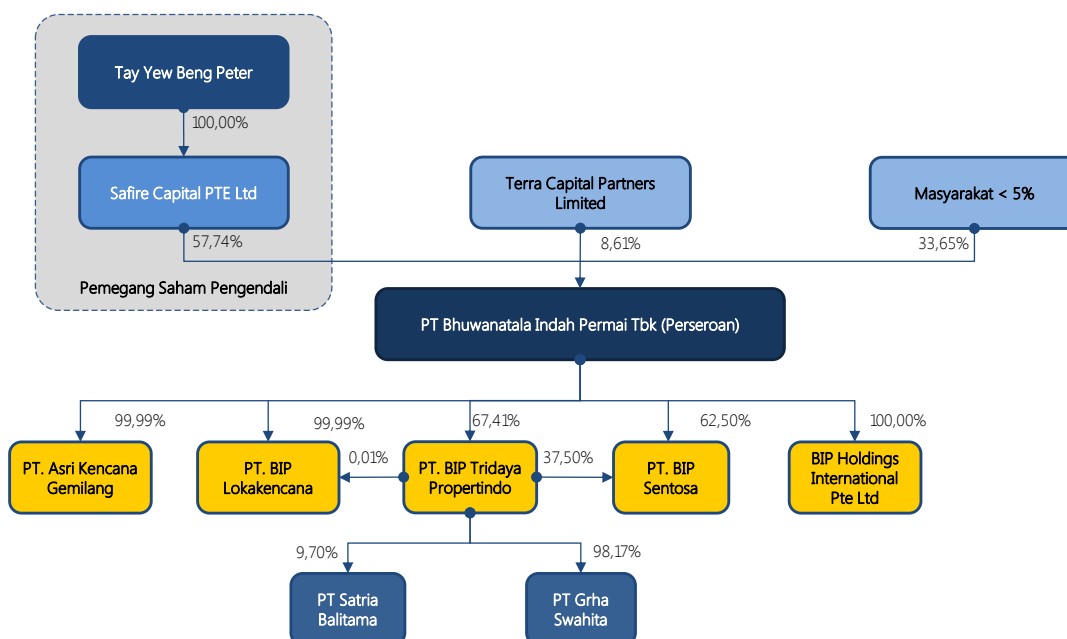 Tay Yew Beng Peter
100,00%
Safire Capital PTE Ltd
Terra Capital Partners
Limited
Masyarakat < 5%
57,74%
8,61%
33,65%
Pemegang Saham Pengendali
PT Bhuwanatala Indah Permai Tbk (Perseroan)
99,99%
99,99%
67,41%
62,50%
100,00%
PT. Asri Kencana
Gemilang
PT. BIP
Lokakencana
0,01%
PT. BIP Tridaya
Propertindo
37,50%
PT. BIP
Sentosa
BIP Holdings
International
Pte Ltd
9,70%
98,17%
PT Satria
Balitama
PT Grha
Swahita